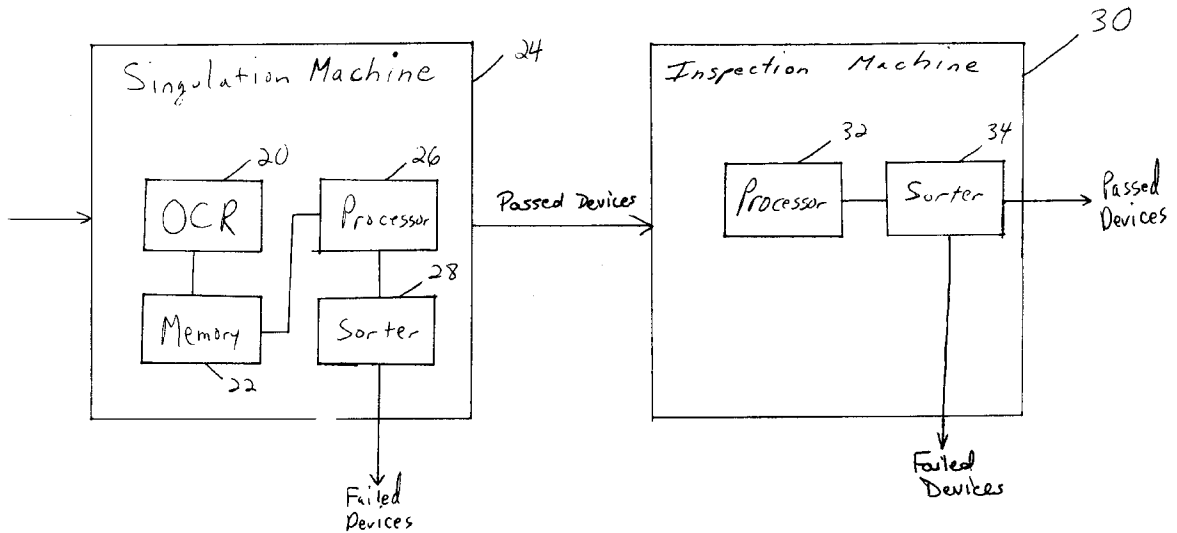 Singulation Machine
24
20
OCR
26
Processor
Memory
22
28
Sorter
Failed
Devices
Passed Devices
30
Inspection Machine
32
Processor
34
Sorter
Passed
Devices
Failed
Devices